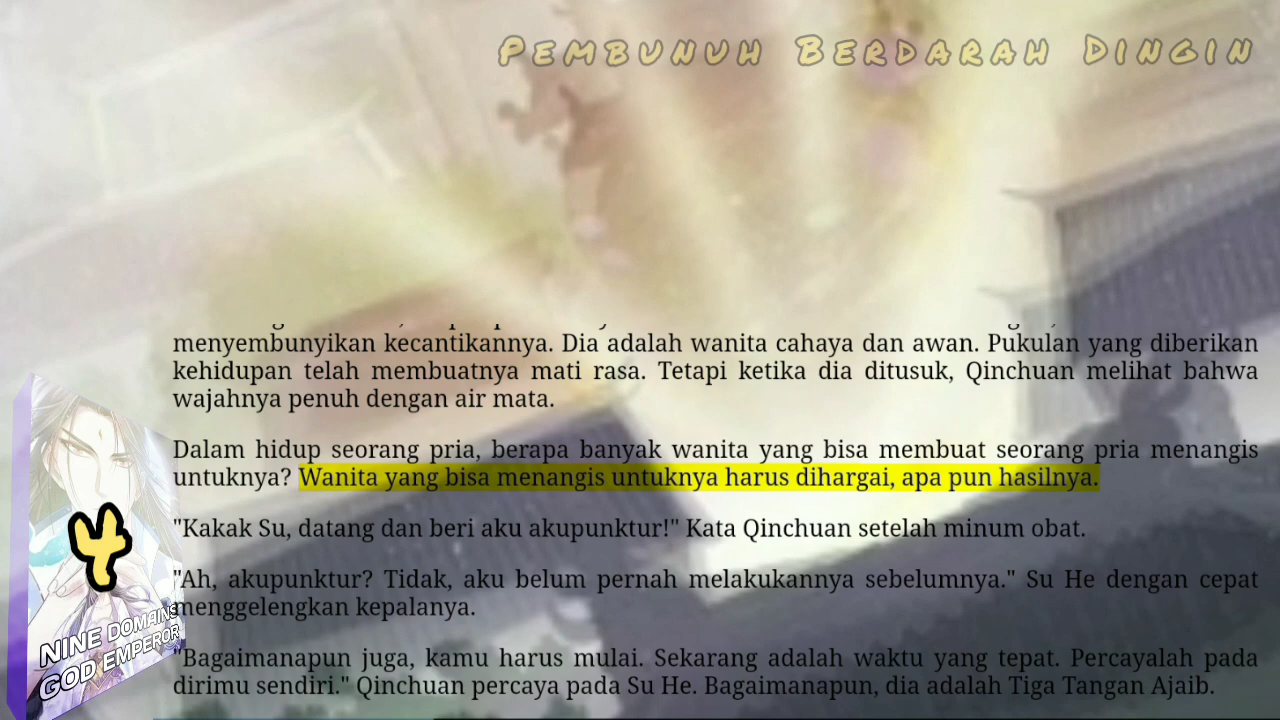 Pembunuh Berdarah Dingin
menyembunyikan kecantikannya. Dia adalah wanita cahaya dan awan. Pukulan yang diberikan
kehidupan telah membuatnya mati rasa. Tetapi ketika dia ditusuk, Qinchuan melihat bahwa
wajahnya penuh dengan air mata.
Dalam hidup seorang pria, berapa banyak wanita yang bisa membuat seorang pria menangis
untuknya? Wanita yang bisa menangis untuknya harus dihargai, apa pun hasilnya.
"Kakak Su, datang dan beri aku akupunktur!" Kata Qinchuan setelah minum obat.
"Ah, akupunktur? Tidak, aku belum pernah melakukannya sebelumnya." Su He dengan cepat
menggelengkan kepalanya.
"Bagaimanapun juga, kamu harus mulai. Sekarang adalah waktu yang tepat. Percayalah pada
dirimu sendiri." Qinchuan percaya pada Su He. Bagaimanapun, dia adalah Tiga Tangan Ajaib.
4
NINE DOMAINS
GOD EMPEROR